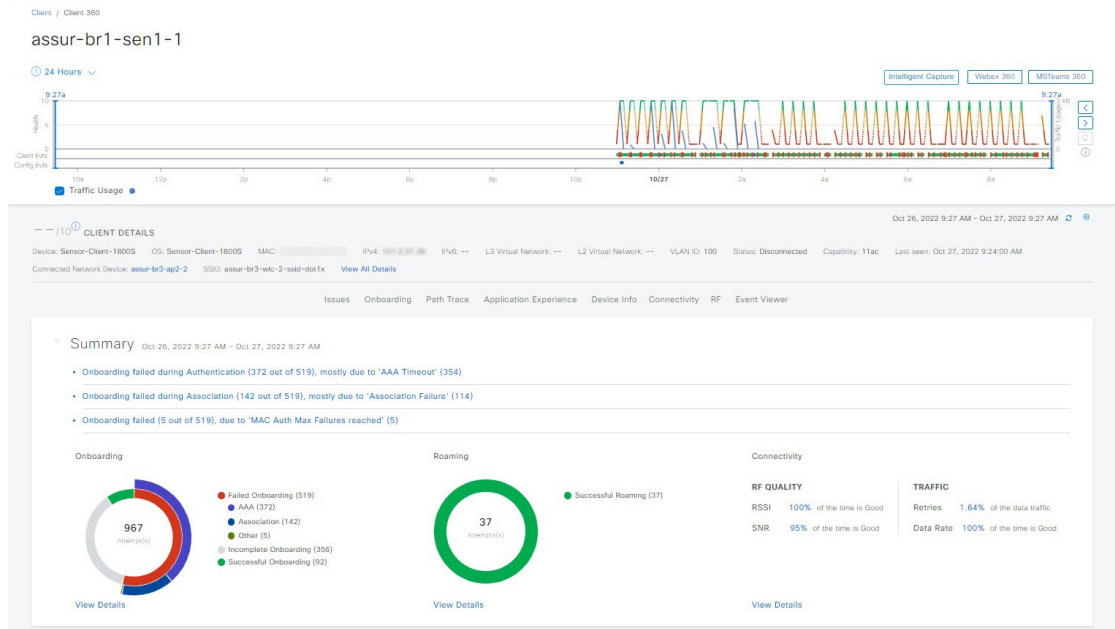 Client / Client 360
assur-br1-sen1-1
24 Hours
Intelligent Capture Webex 360 MSTeams 360
9:27a 9:27a
10 kB
Health 5 Traffic Usage
0 0
Client Evts
Config Evts
10a 12p 2p 4p 6p 8p 10p 10/27 2a 4a 6a 8a
Traffic Usage
Oct 26, 2022 9:27 AM - Oct 27, 2022 9:27 AM
--/10 CLIENT DETAILS
Device: Sensor-Client-1800S OS: Sensor-Client-1800S MAC: IPv4: IPv6: -- L3 Virtual Network: -- L2 Virtual Network: -- VLAN ID: 100 Status: Disconnected Capability: 11ac Last seen: Oct 27, 2022 9:24:00 AM
Connected Network Device: assur-br3-ap2-2 SSID: assur-br3-wlc-2-ssid-dot1x View All Details
Issues Onboarding Path Trace Application Experience Device Info Connectivity RF Event Viewer
Summary Oct 26, 2022 9:27 AM - Oct 27, 2022 9:27 AM
• Onboarding failed during Authentication (372 out of 519), mostly due to 'AAA Timeout' (354)
• Onboarding failed during Association (142 out of 519), mostly due to 'Association Failure' (114)
• Onboarding failed (5 out of 519), due to 'MAC Auth Max Failures reached' (5)
Onboarding Roaming Connectivity
967
Attempt(s)
Failed Onboarding (519)
AAA (372)
Association (142)
Other (5)
Incomplete Onboarding (356)
Successful Onboarding (92)
View Details
37
Attempt(s)
Successful Roaming (37)
View Details
RF QUALITY TRAFFIC
RSSI 100% of the time is Good Retries 1.64% of the data traffic
SNR 95% of the time is Good Data Rate 100% of the time is Good
View Details